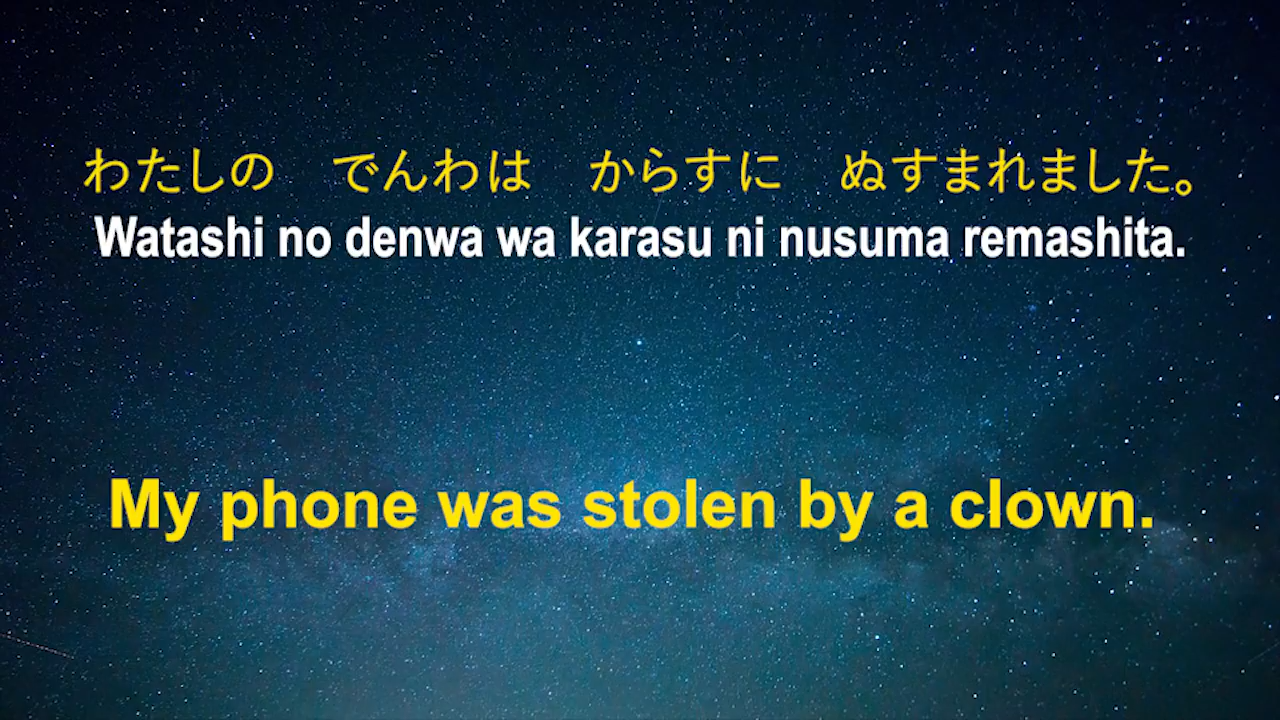 わたしの　でんわは　からすに　ぬすまれました。
Watashi no denwa wa karasu ni nusuma remashita.
My phone was stolen by a clown.